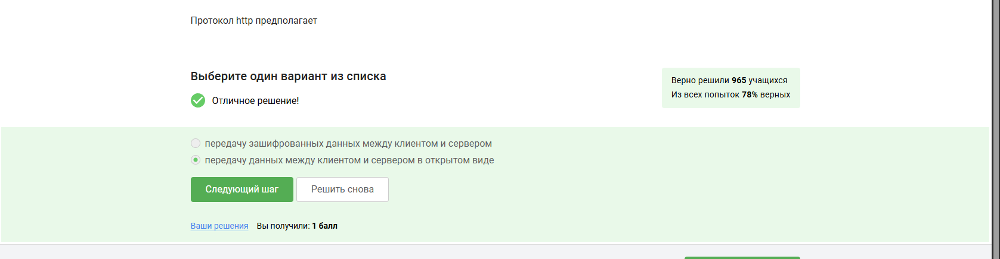 Протокол http предполагает
Выберите один вариант из списка
Отличное решение!
Верно решили 965 учащихся
Из всех попыток 78% верных
передачу зашифрованных данных между клиентом и сервером
передачу данных между клиентом и сервером в открытом виде
Следующий шаг
Решить снова
Ваши решения
Вы получили: 1 балл